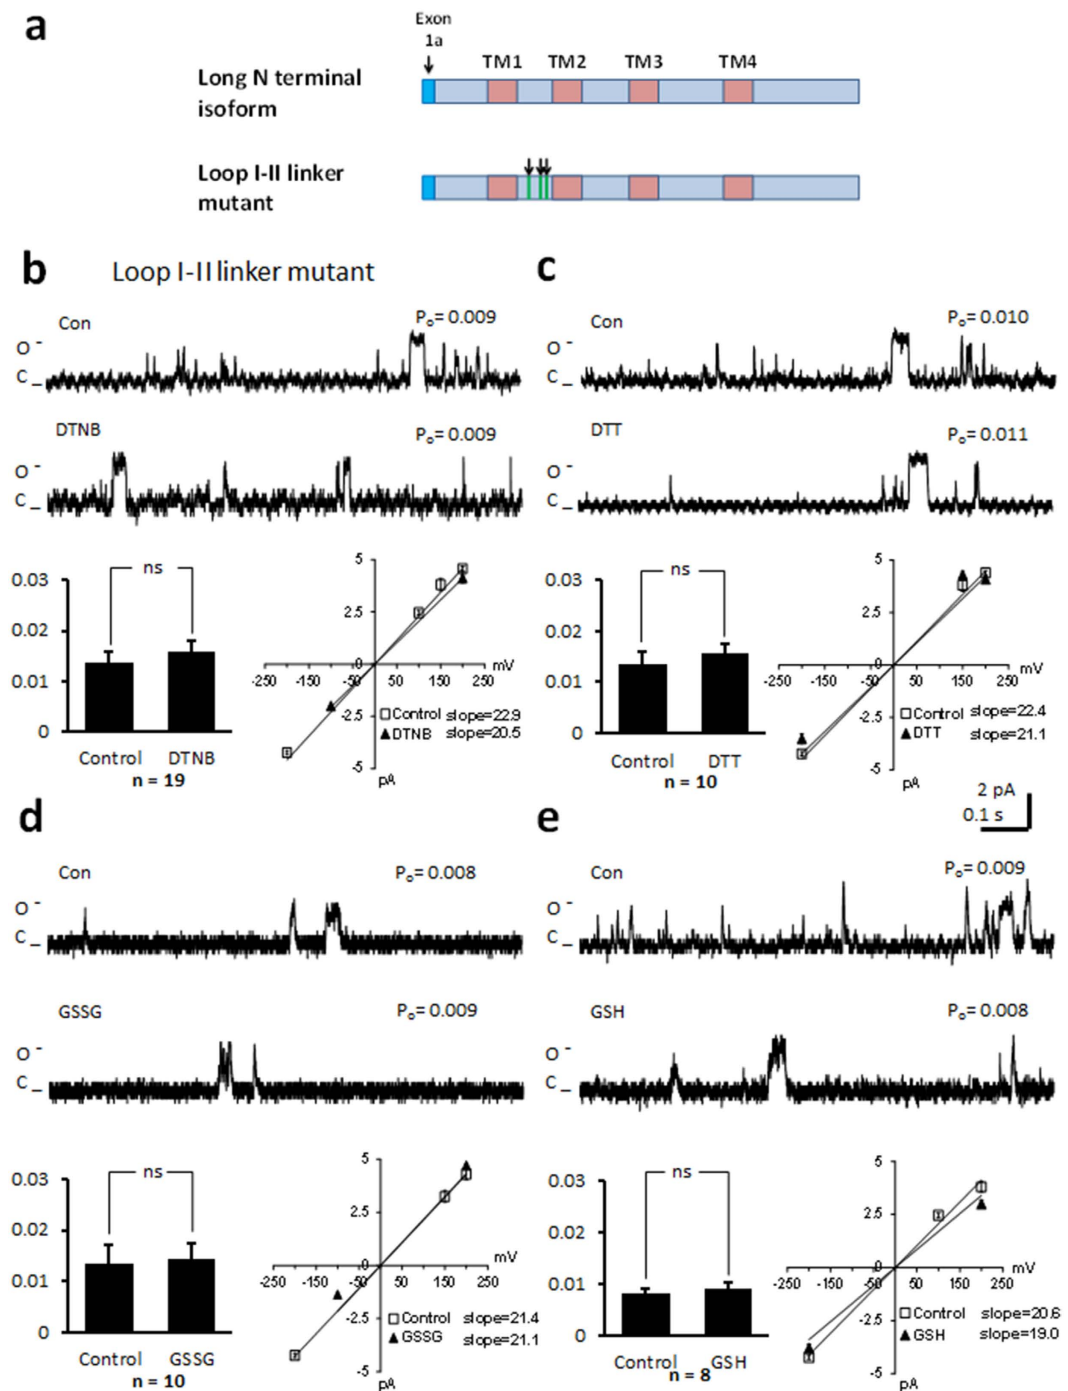 a
Exon
1a
TM1 TM2 TM3 TM4
Long N terminal
isoform
Loop I-II linker
mutant
b Loop I-II linker mutant
Con
Po= 0.009
O
C
DTNB
Po= 0.009
O
C
0.03
0.02
0.01
0
ns
Control DTNB
n = 19
5
2.5
0
-2.5
-5
-250 -150 -50 50 150 250
mV
pA
Control slope=22.9
DTNB slope=20.5
c
Con
Po= 0.010
O
C
DTT
Po= 0.011
O
C
0.03
0.02
0.01
0
ns
Control DTT
n = 10
5
2.5
0
-2.5
-5
-250 -150 -50 50 150 250
mV
pA
Control slope=22.4
DTT slope=21.1
2 pA
0.1 s
d
Con
Po= 0.008
O
C
GSSG
Po= 0.009
O
C
0.03
0.02
0.01
0
ns
Control GSSG
n = 10
5
2.5
0
-2.5
-5
-250 -150 -50 50 150 250
mV
pA
Control slope=21.4
GSSG slope=21.1
e
Con
Po= 0.009
O
C
GSH
Po= 0.008
O
C
0.03
0.02
0.01
0
ns
Control GSH
n = 8
5
2.5
0
-2.5
-5
-250 -150 -50 50 150 250
mV
pA
Control slope=20.6
GSH slope=19.0